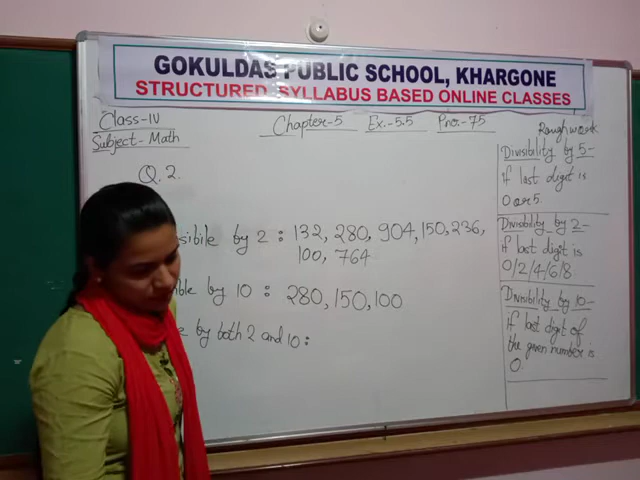 GOKULDAS PUBLIC SCHOOL, KHARGONE
STRUCTURED SYLLABUS BASED ONLINE CLASSES
Class-IV
Subject- Math
Chapter-5 Ex.-5.5 P.no.-75
Q.2.
sibile by 2 : 132, 280, 904, 150, 236,
100, 764
ble by 10 : 280, 150, 100
e by both 2 and 10 :
Rough work
Divisibility by 5-
if last digit is
0 or 5.
Divisibility by 2-
if last digit is
0/2/4/6/8
Divisibility by 10-
If last digit of
the given number is
0.